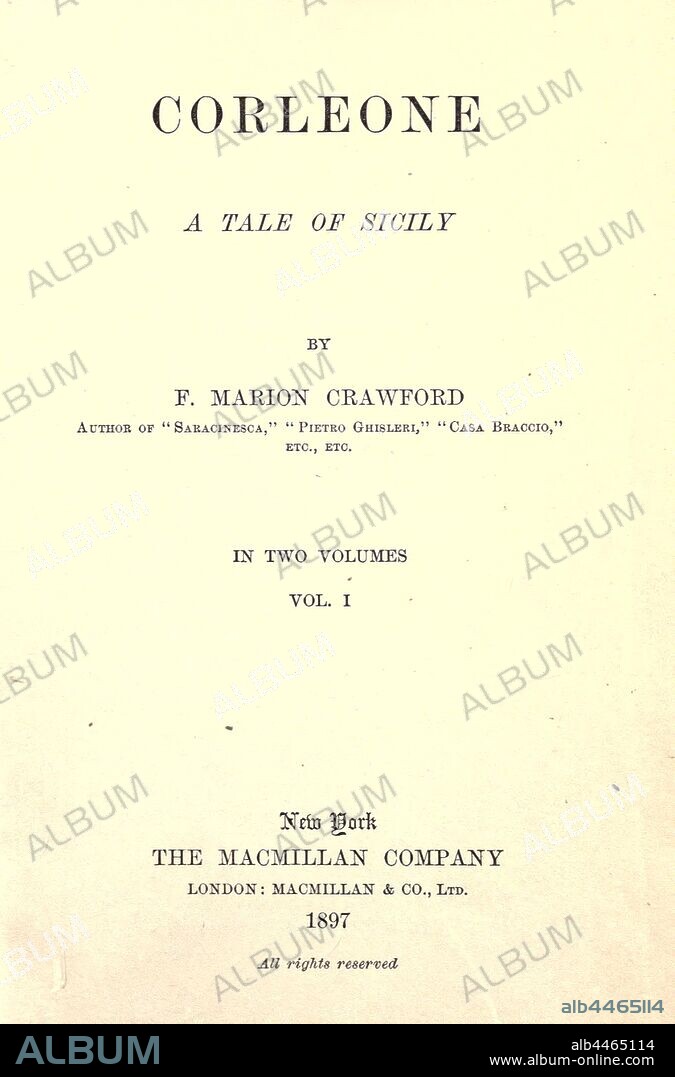 CORLEONE
A TALE OF SICILY
BY
F. MARION CRAWFORD
AUTHOR OF "SARACINESCA," "PIETRO GHISLERI," "CASA BRACCIO,"
ETC., ETC.
IN TWO VOLUMES
VOL. I
New York
THE MACMILLAN COMPANY
LONDON: MACMILLAN & CO., LTD.
1897
All rights reserved
alb4465114
ALBUM
alb4465114
www.album-online.com